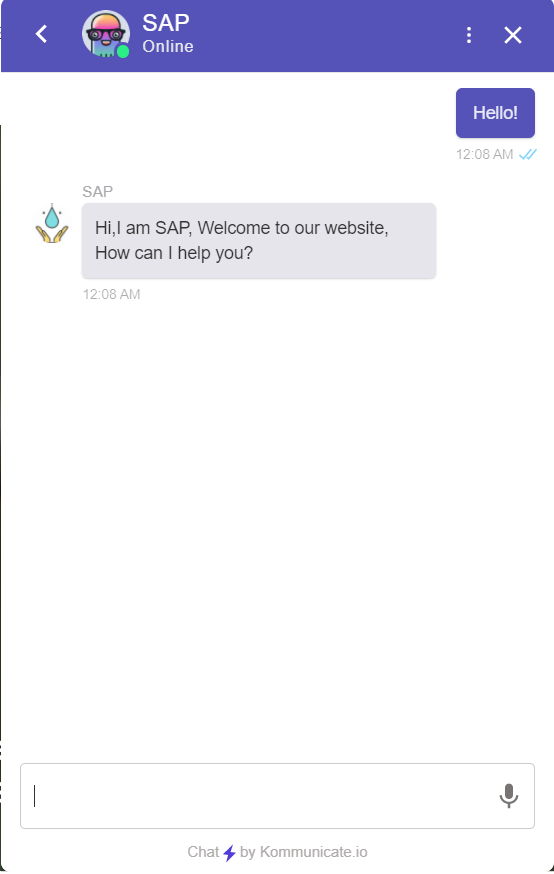 SAP
Online
Hello!
12:08 AM
SAP
Hi,I am SAP, Welcome to our website,
How can I help you?
12:08 AM
Chat by Kommunicate.io